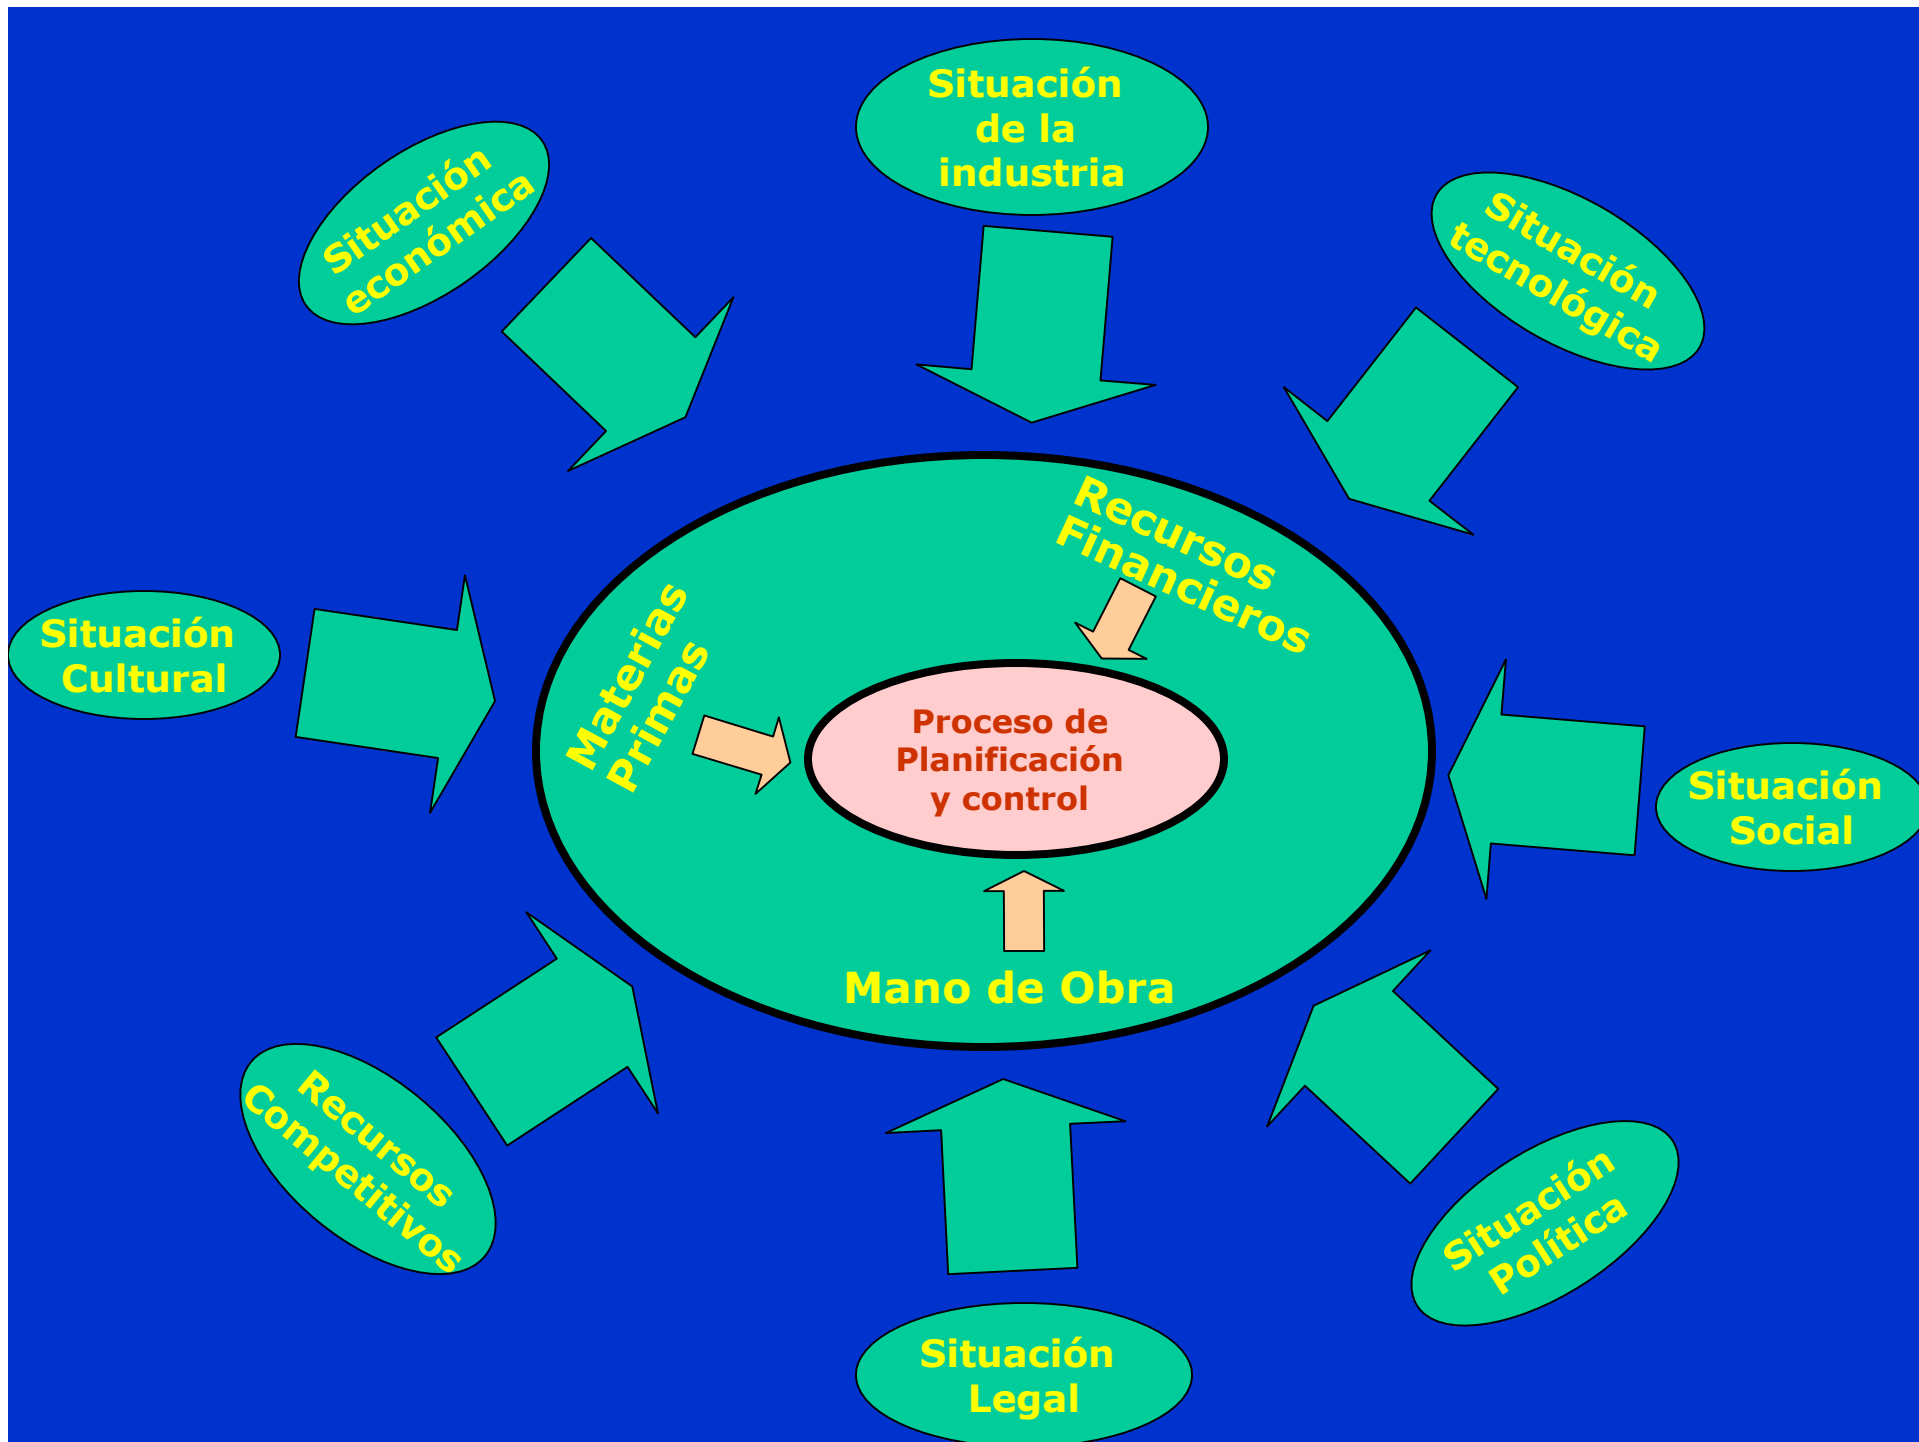 Situación
de la
industria
Situación
económica
Situación
tecnológica
Recursos
Financieros
Materias
Primas
Situación
Cultural
Proceso de
Planificación
y control
Situación
Social
Mano de Obra
Recursos
Competitivos
Situación
Política
Situación
Legal